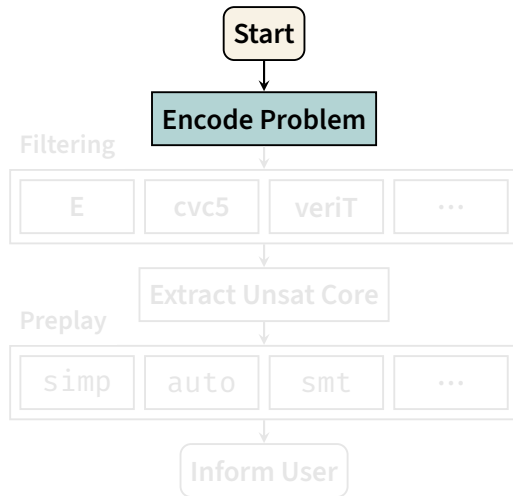 Start
Encode Problem
Filtering
E cvc5 veriT ...
Extract Unsat Core
Preplay
simp auto smt ...
Inform User